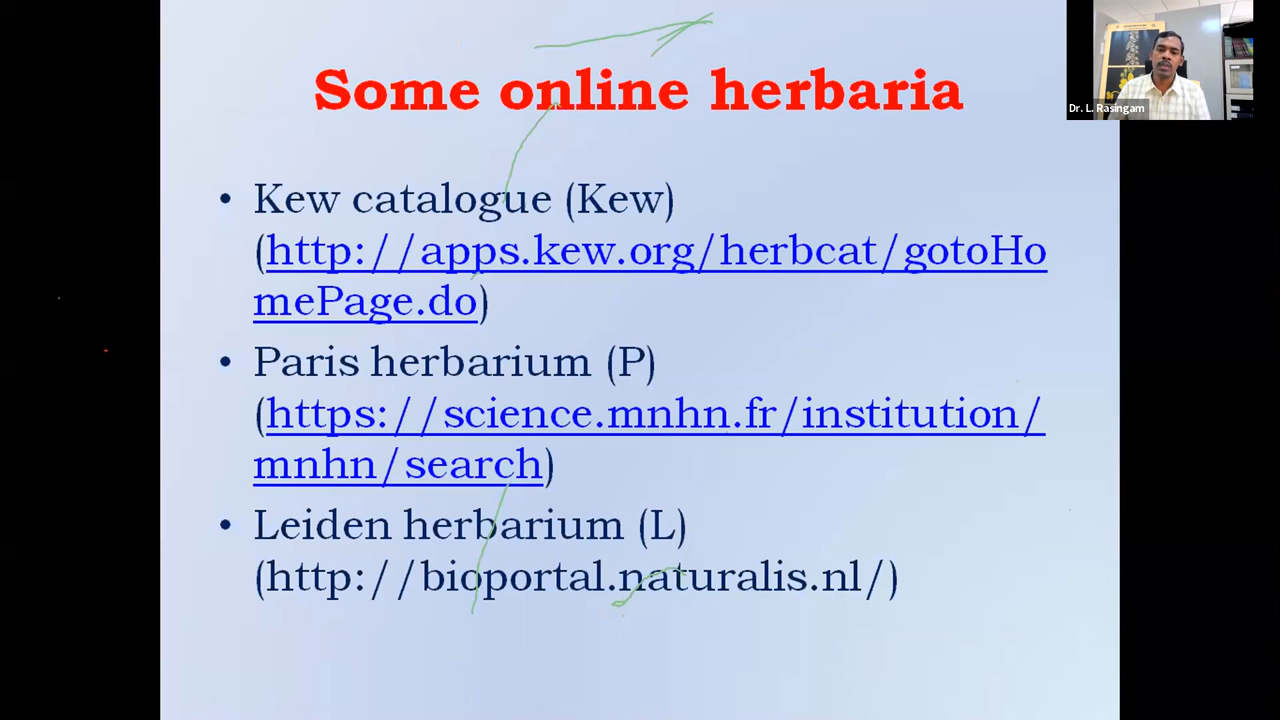 Some online herbaria
• Kew catalogue (Kew)
(http://apps.kew.org/herbcat/gotoHo
mePage.do)
• Paris herbarium (P)
(https://science.mnhn.fr/institution/
mnhn/search)
• Leiden herbarium (L)
(http://bioportal.naturalis.nl/)
Dr. L. Rasingam